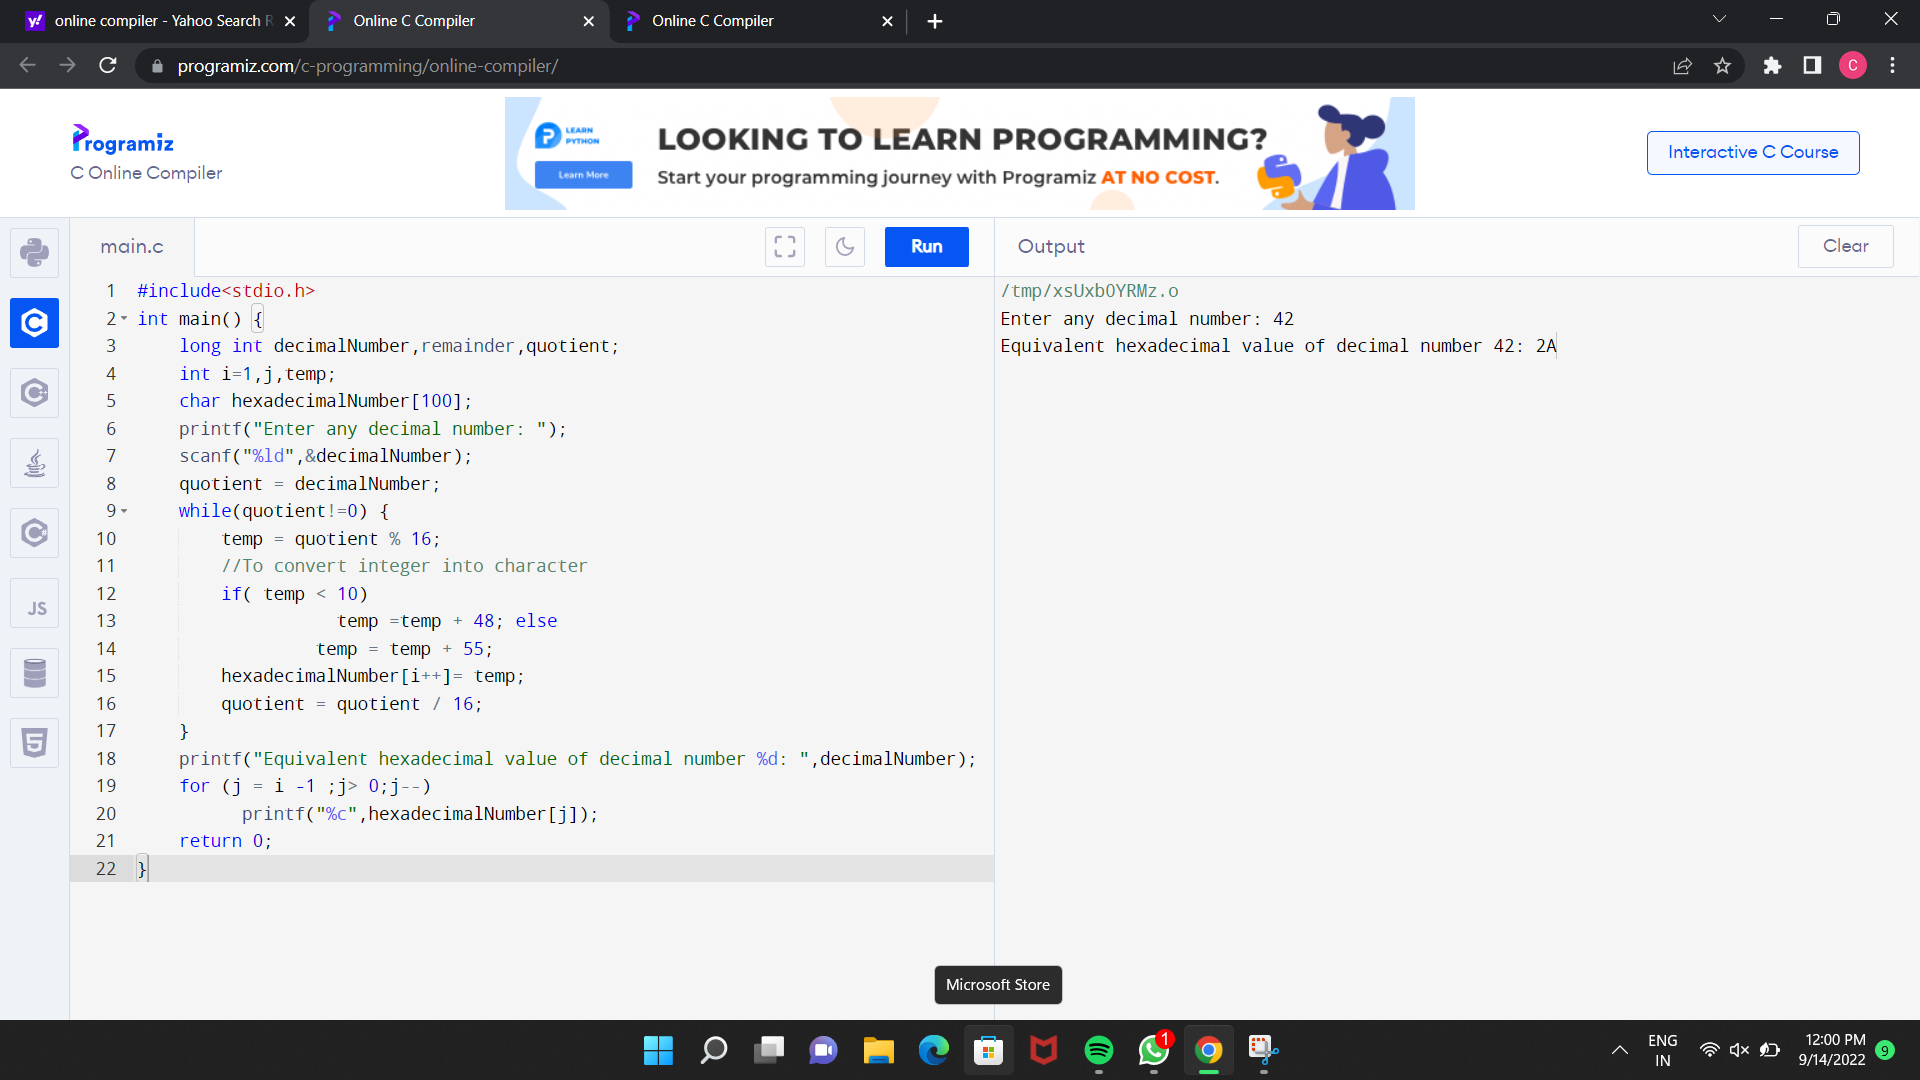 online compiler - Yahoo Search R
Online C Compiler
Online C Compiler
programiz.com/c-programming/online-compiler/
C
Programiz
C Online Compiler
LEARN PYTHON
Learn More
LOOKING TO LEARN PROGRAMMING?
Start your programming journey with Programiz AT NO COST.
Interactive C Course
main.c
Run
Output
Clear
1 #include<stdio.h>
2 int main() {
3 long int decimalNumber,remainder,quotient;
4 int i=1,j,temp;
5 char hexadecimalNumber[100];
6 printf("Enter any decimal number: ");
7 scanf("%ld",&decimalNumber);
8 quotient = decimalNumber;
9 while(quotient!=0) {
10 temp = quotient % 16;
11 //To convert integer into character
12 if( temp < 10)
13 temp =temp + 48; else
14 temp = temp + 55;
15 hexadecimalNumber[i++]= temp;
16 quotient = quotient / 16;
17 }
18 printf("Equivalent hexadecimal value of decimal number %d: ",decimalNumber);
19 for (j = i -1 ;j> 0;j--)
20 printf("%c",hexadecimalNumber[j]);
21 return 0;
22 }
/tmp/xsUxbOYRMz.o
Enter any decimal number: 42
Equivalent hexadecimal value of decimal number 42: 2A
JS
Microsoft Store
1
ENG
IN
12:00 PM
9/14/2022
9